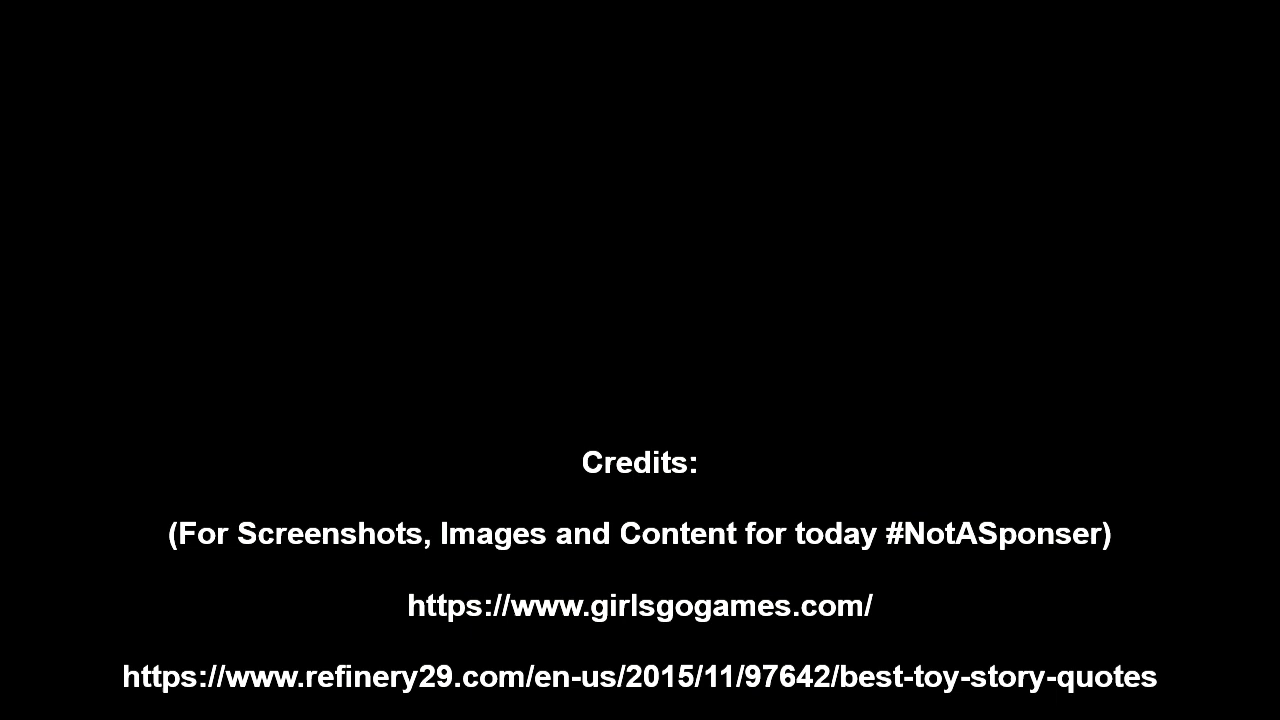 Credits:
(For Screenshots, Images and Content for today #NotASponser)
https://www.girlsgogames.com/
https://www.refinery29.com/en-us/2015/11/97642/best-toy-story-quotes